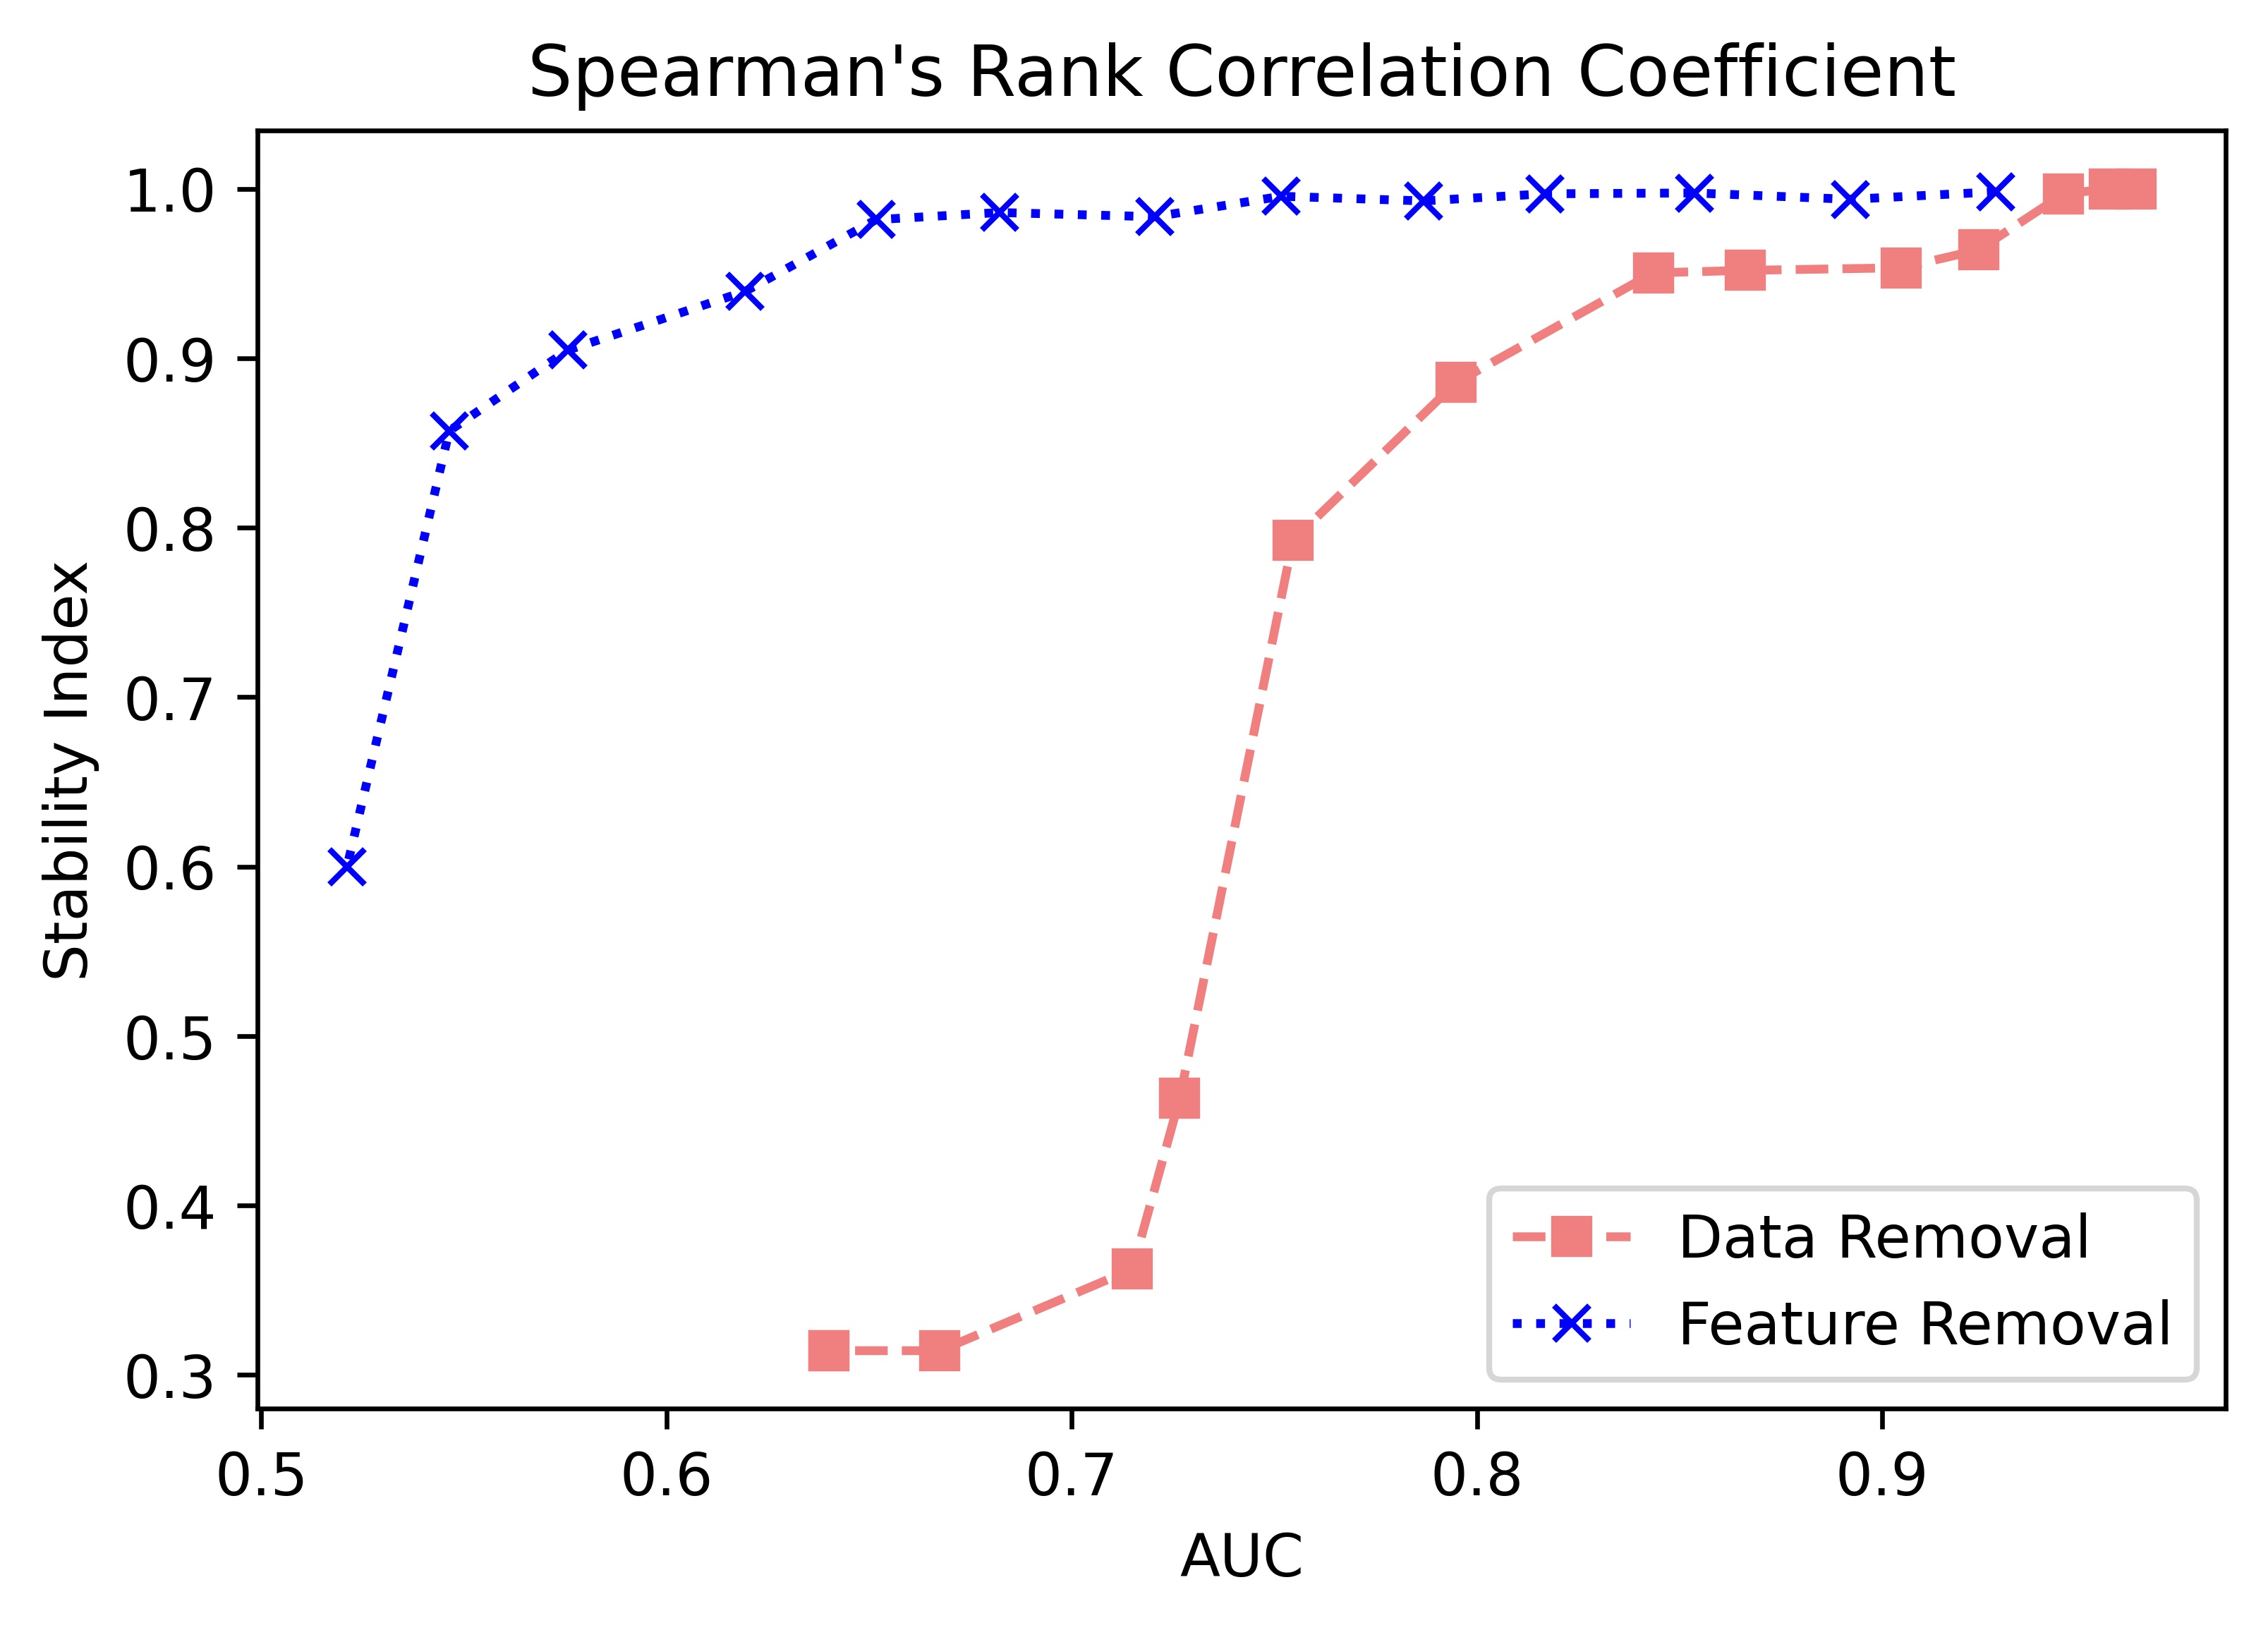 Spearman's Rank Correlation Coefficient
1.0
0.9
0.8
0.7
0.6
0.5
0.4
0.3
Stability Index
Data Removal
Feature Removal
0.5 0.6 0.7 0.8 0.9
AUC